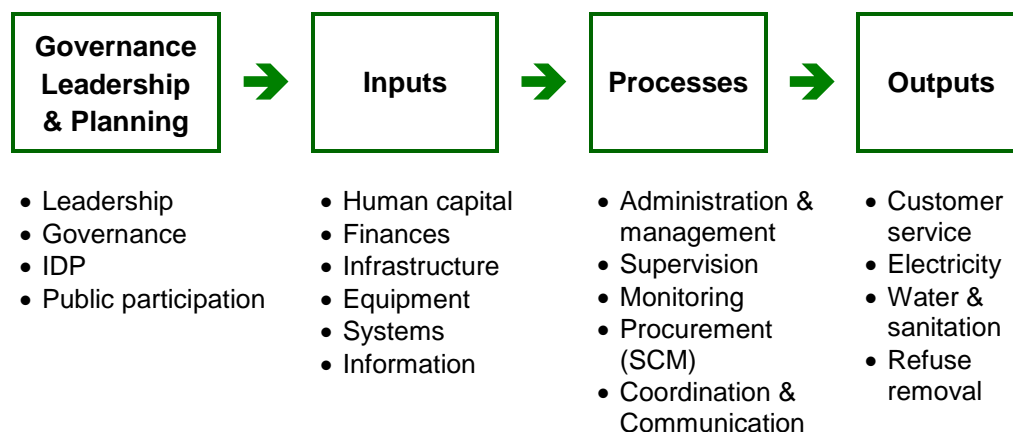 Governance
Leadership
& Planning
Inputs
Processes
Outputs
• Leadership
• Governance
• IDP
• Public participation
• Human capital
• Finances
• Infrastructure
• Equipment
• Systems
• Information
• Administration &
management
• Supervision
• Monitoring
• Procurement
(SCM)
• Coordination &
Communication
• Customer
service
• Electricity
• Water &
sanitation
• Refuse
removal